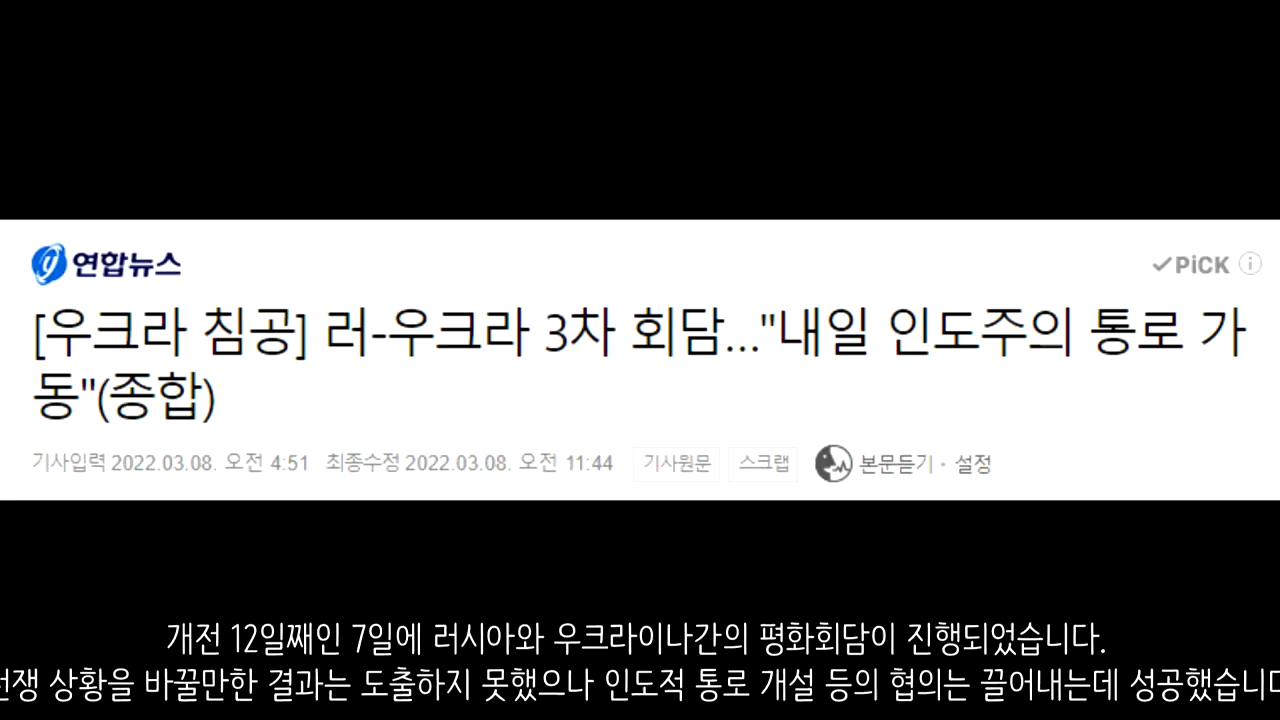 연합뉴스
✓PiCK
[우크라 침공] 러-우크라 3차 회담..."내일 인도주의 통로 가
동"(종합)
기사입력 2022.03.08. 오전 4:51 최종수정 2022.03.08. 오전 11:44 기사원문 스크랩 본문듣기 · 설정
개전 12일째인 7일에 러시아와 우크라이나간의 평화회담이 진행되었습니다.
상황을 바꿀만한 결과는 도출하지 못했으나 인도적 통로 개설 등의 협의는 끌어내는데